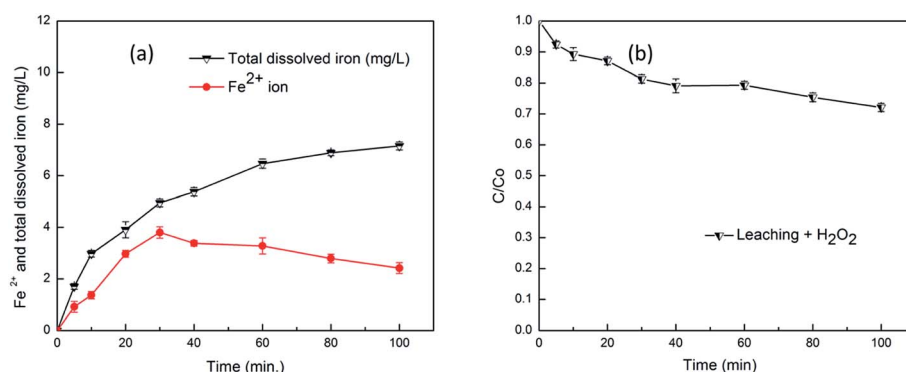 (a)
Total dissolved iron (mg/L)
Fe2+ ion
Fe 2+ and total dissolved iron (mg/L)
12
10
8
6
4
2
0
0 20 40 60 80 100
Time (min.)
(b)
Leaching + H2O2
C/Co
1.0
0.9
0.8
0.7
0.6
0.5
0.4
0.3
0.2
0.1
0.0
0 20 40 60 80 100
Time (min)